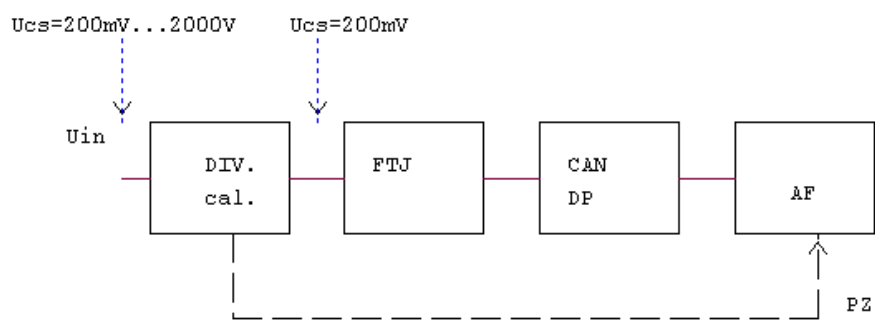 Ucs=200mV...2000V
Ucs=200mV
Uin
DIV.
cal.
FTJ
CAN
DP
AF
PZ